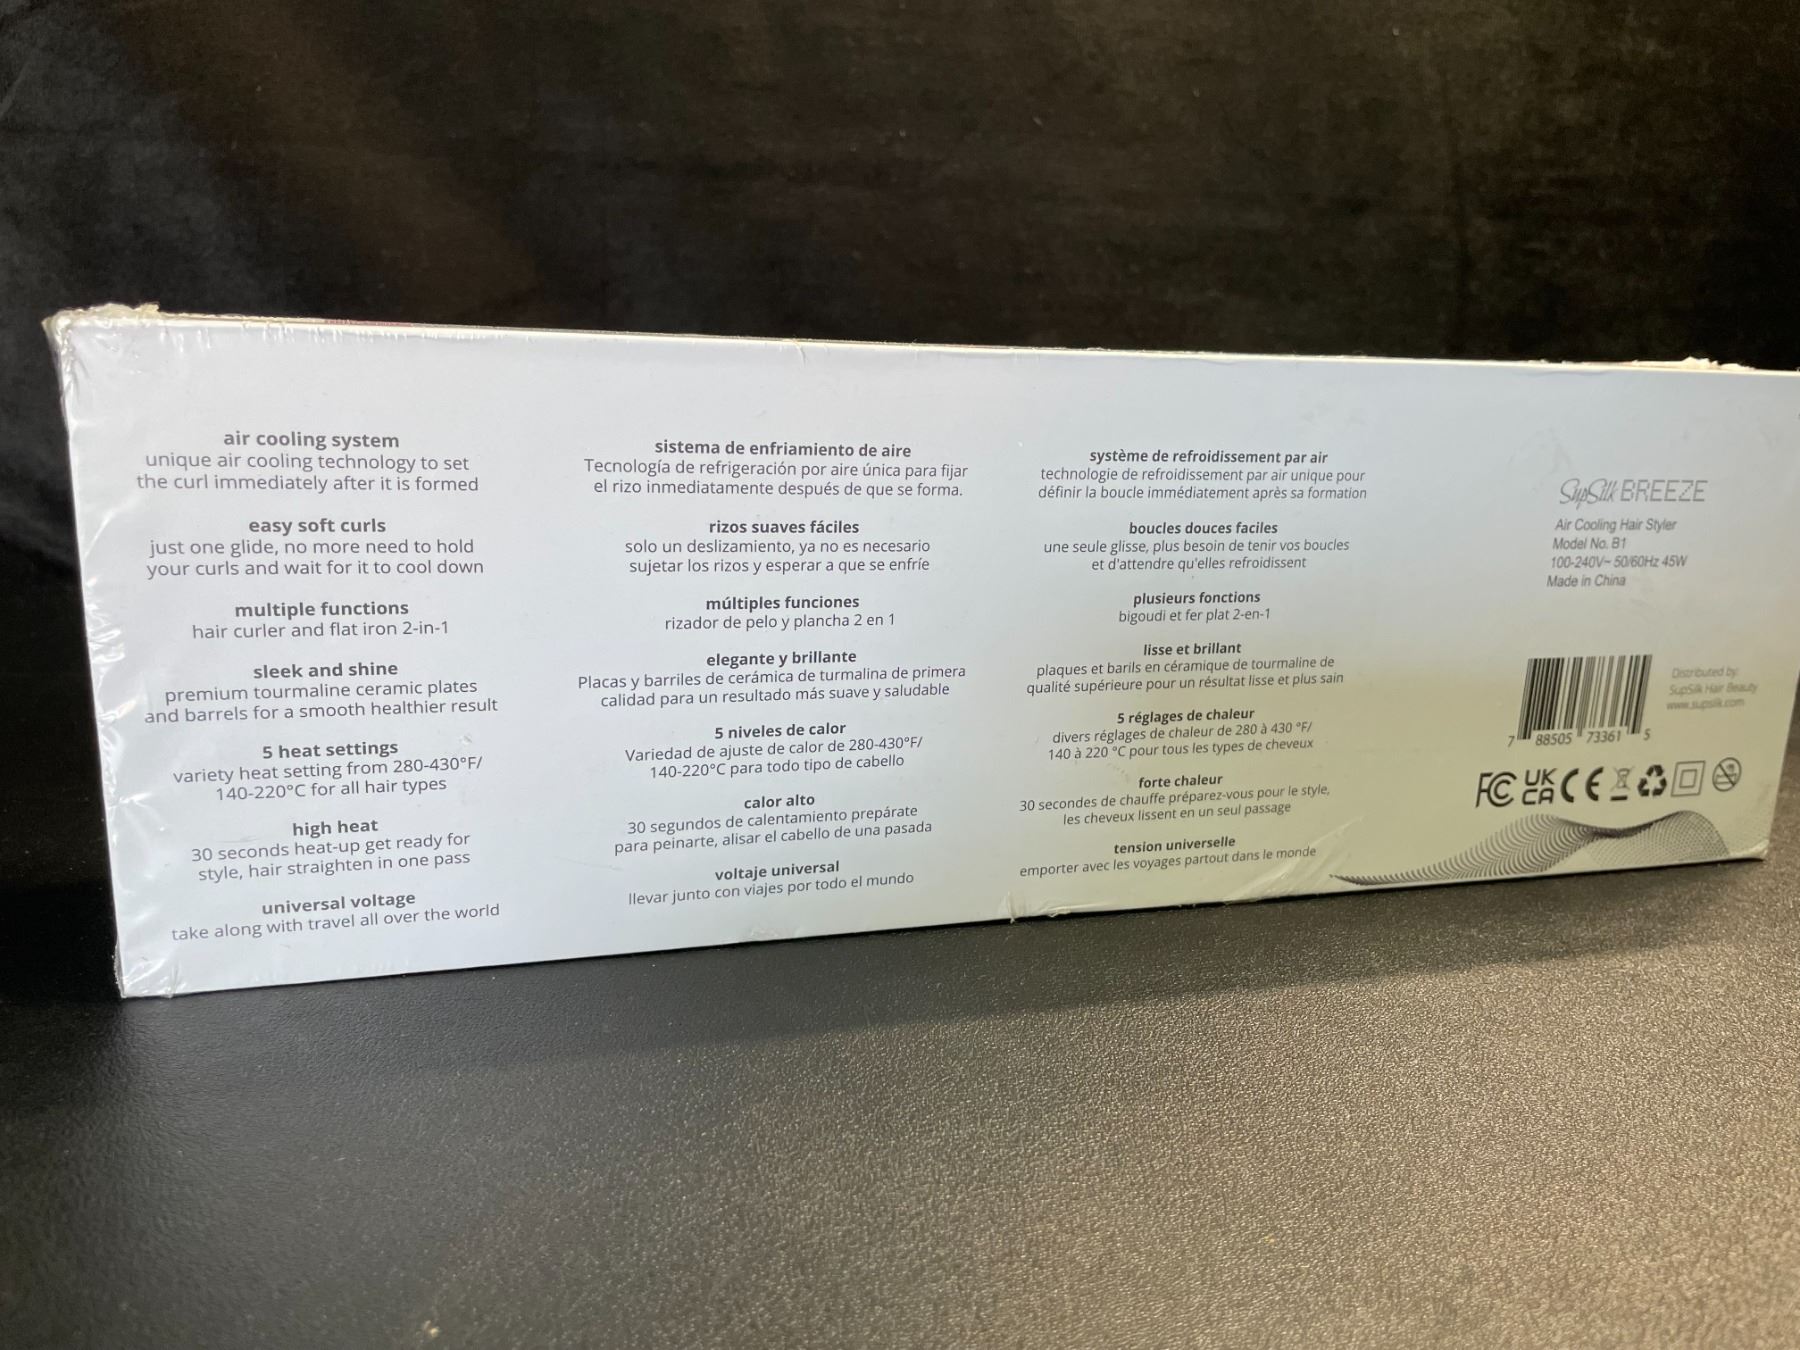 air cooling system
unique air cooling technology to set
the curl immediately after it is formed
easy soft curls
just one glide, no more need to hold
your curls and wait for it to cool down
multiple functions
hair curler and flat iron 2-in-1
sleek and shine
premium tourmaline ceramic plates
and barrels for a smooth healthier result
5 heat settings
variety heat setting from 280-430°F/
140-220°C for all hair types
high heat
30 seconds heat-up get ready for
style, hair straighten in one pass
universal voltage
take along with travel all over the world
sistema de enfriamiento de aire
Tecnología de refrigeración por aire única para fijar
el rizo inmediatamente después de que se forma.
rizos suaves fáciles
solo un deslizamiento, ya no es necesario
sujetar los rizos y esperar a que se enfríe
múltiples funciones
rizador de pelo y plancha 2 en 1
elegante y brillante
Placas y barriles de cerámica de turmalina de primera
calidad para un resultado más suave y saludable
5 niveles de calor
Variedad de ajuste de calor de 280-430°F/
140-220°C para todo tipo de cabello
calor alto
30 segundos de calentamiento prepárate
para peinarte, alisar el cabello de una pasada
voltaje universal
llevar junto con viajes por todo el mundo
système de refroidissement par air
technologie de refroidissement par air unique pour
définir la boucle immédiatement après sa formation
boucles douces faciles
une seule glisse, plus besoin de tenir vos boucles
et d'attendre qu'elles refroidissent
plusieurs fonctions
bigoudi et fer plat 2-en-1
lisse et brillant
plaques et barils en céramique de tourmaline de
qualité supérieure pour un résultat lisse et plus sain
5 réglages de chaleur
divers réglages de chaleur de 280 à 430 °F/
140 à 220 °C pour tous les types de cheveux
forte chaleur
30 secondes de chauffe préparez-vous pour le style,
les cheveux lissent en un seul passage
tension universelle
emporter avec les voyages partout dans le monde
SupSilk BREEZE
Air Cooling Hair Styler
Model No. B1
100-240V~ 50/60Hz 45W
Made in China
7 88505 73361 5
Distributed by:
SupSilk Hair Beauty
www.supsilk.com
FC UK CA CE